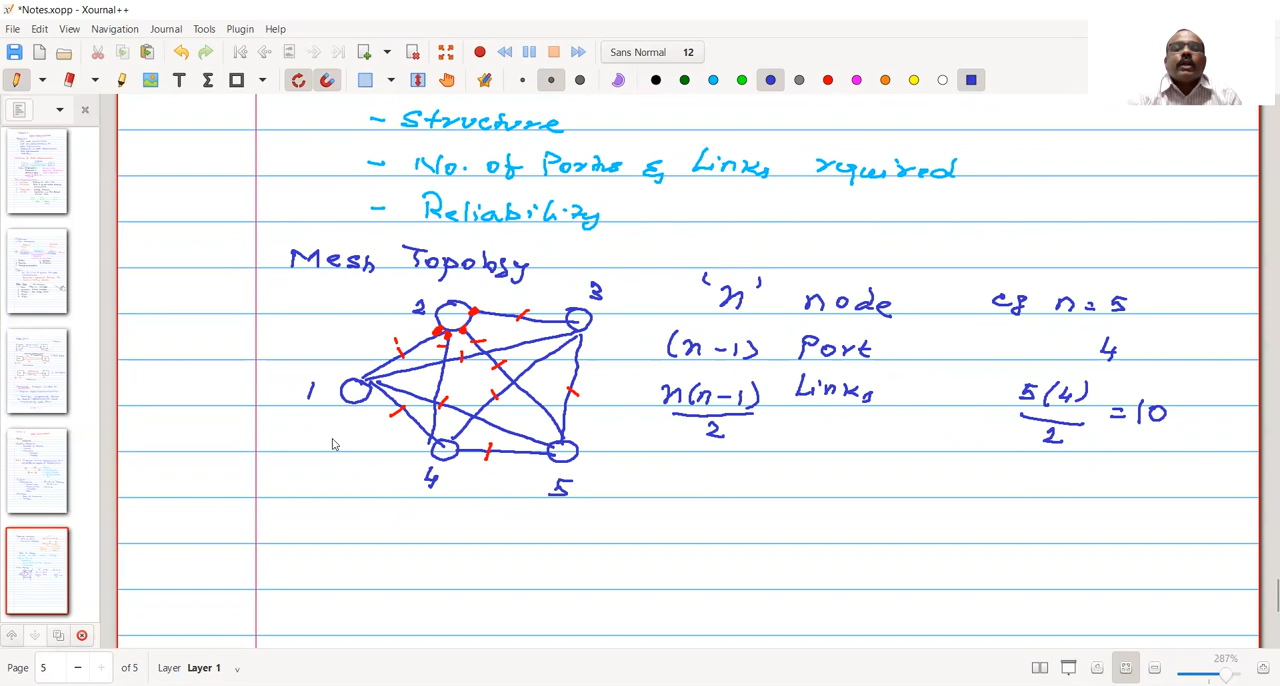 *Notes.xopp - Xournal++
File Edit View Navigation Journal Tools Plugin Help
Sans Normal 12
- Structure
- No. of Ports & Links required
- Reliability
Mesh Topology
2 3
1
4 5
'n' node eg n = 5
(n-1) Port 4
n(n-1)/2 Links 5(4)/2 = 10
Page 5 of 5 Layer Layer 1 287%